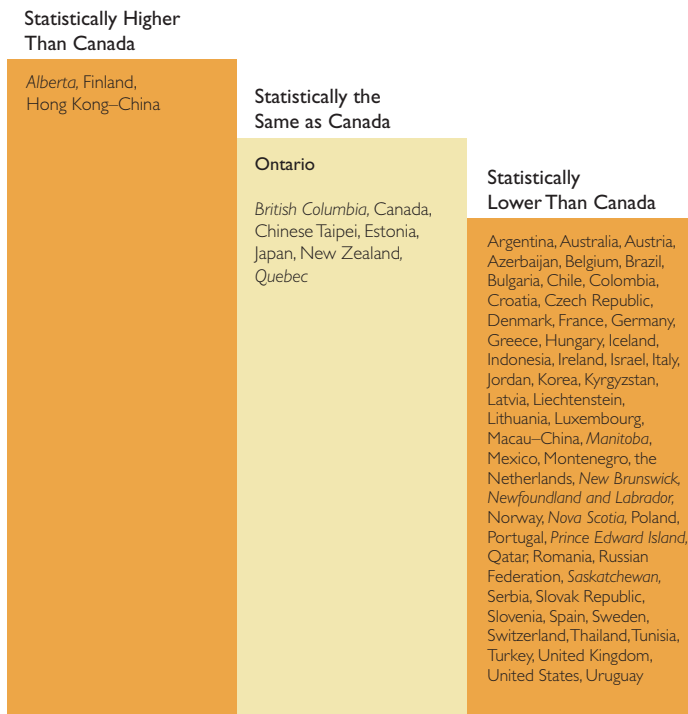 Statistically Higher
Than Canada
Alberta, Finland,
Hong Kong–China
Statistically the
Same as Canada
Ontario
British Columbia, Canada,
Chinese Taipei, Estonia,
Japan, New Zealand,
Quebec
Statistically
Lower Than Canada
Argentina, Australia, Austria,
Azerbaijan, Belgium, Brazil,
Bulgaria, Chile, Colombia,
Croatia, Czech Republic,
Denmark, France, Germany,
Greece, Hungary, Iceland,
Indonesia, Ireland, Israel, Italy,
Jordan, Korea, Kyrgyzstan,
Latvia, Liechtenstein,
Lithuania, Luxembourg,
Macau–China, Manitoba,
Mexico, Montenegro, the
Netherlands, New Brunswick,
Newfoundland and Labrador,
Norway, Nova Scotia, Poland,
Portugal, Prince Edward Island,
Qatar, Romania, Russian
Federation, Saskatchewan,
Serbia, Slovak Republic,
Slovenia, Spain, Sweden,
Switzerland, Thailand, Tunisia,
Turkey, United Kingdom,
United States, Uruguay